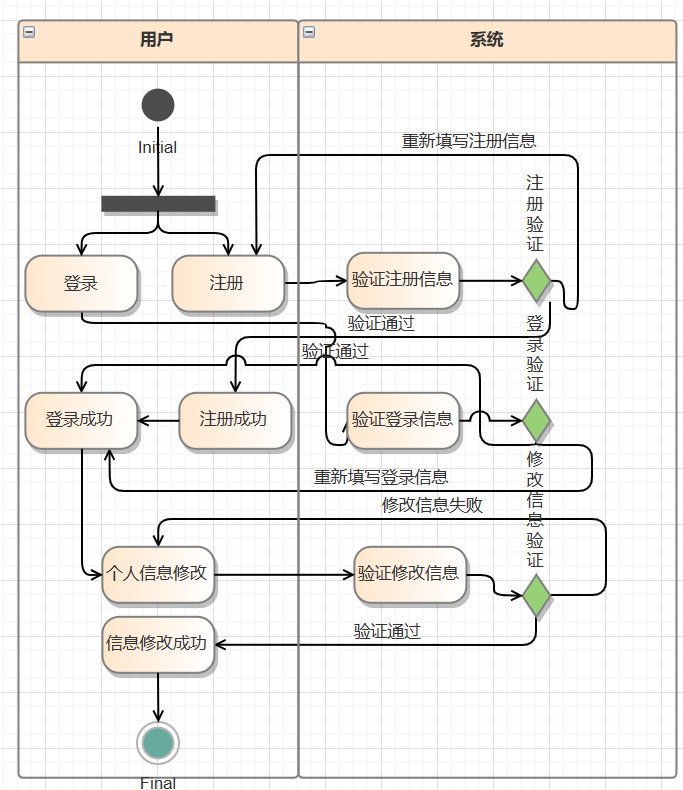 用户
系统
Initial
重新填写注册信息
注册验证
登录
注册
验证注册信息
验证通过
登录验证
验证通过
登录成功
注册成功
验证登录信息
重新填写登录信息
修改信息验证
修改信息失败
个人信息修改
验证修改信息
信息修改成功
验证通过
Final